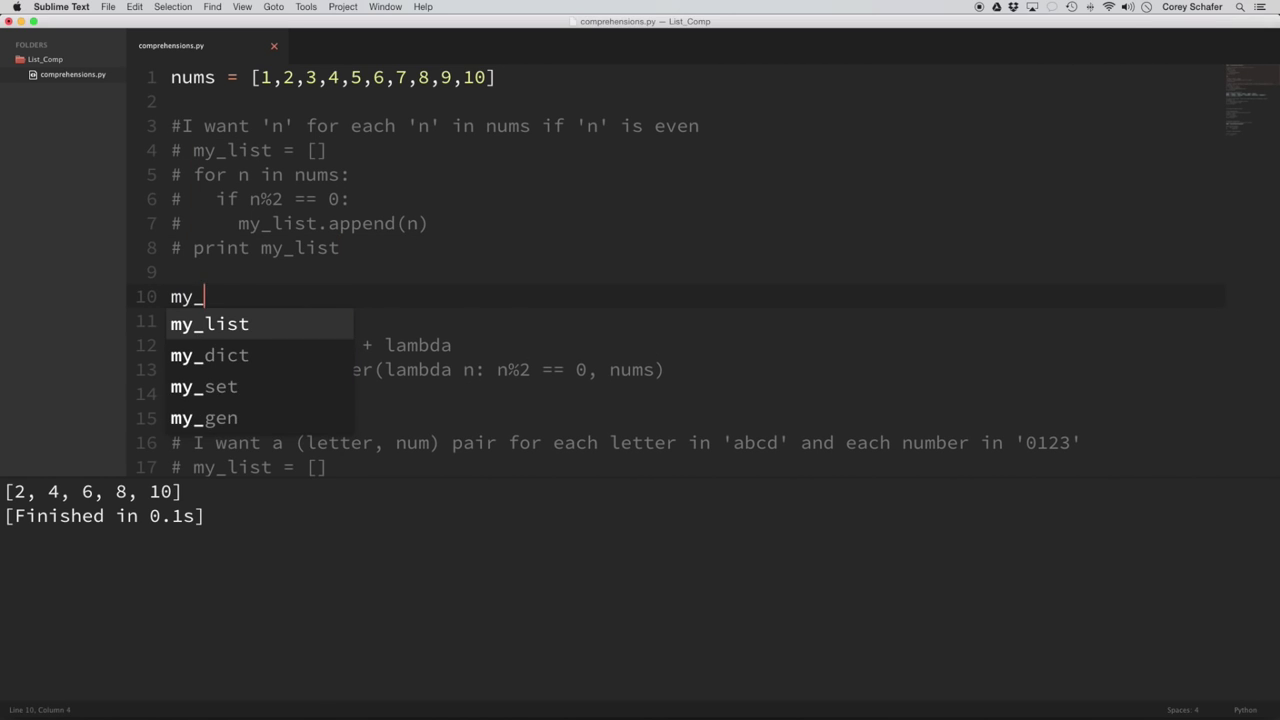 Sublime Text File Edit Selection Find View Goto Tools Project Window Help Corey Schafer
comprehensions.py — List_Comp
FOLDERS
List_Comp
comprehensions.py
comprehensions.py
1 nums = [1,2,3,4,5,6,7,8,9,10]
2
3 #I want 'n' for each 'n' in nums if 'n' is even
4 # my_list = []
5 # for n in nums:
6 #   if n%2 == 0:
7 #     my_list.append(n)
8 # print my_list
9
10 my_
11 my_list
my_dict
my_set
my_gen
12 + lambda
13 er(lambda n: n%2 == 0, nums)
14
15
16 # I want a (letter, num) pair for each letter in 'abcd' and each number in '0123'
17 # my_list = []
[2, 4, 6, 8, 10]
[Finished in 0.1s]
Line 10, Column 4 Spaces: 4 Python